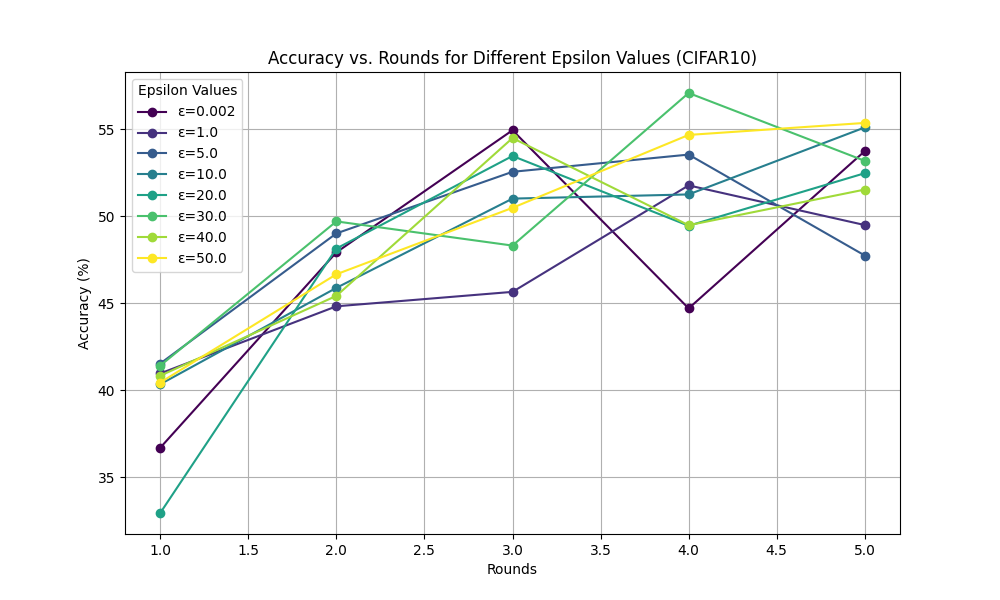 Accuracy vs. Rounds for Different Epsilon Values (CIFAR10)
Epsilon Values
ε=0.002
ε=1.0
ε=5.0
ε=10.0
ε=20.0
ε=30.0
ε=40.0
ε=50.0
Accuracy (%)
55
50
45
40
35
1.0 1.5 2.0 2.5 3.0 3.5 4.0 4.5 5.0
Rounds